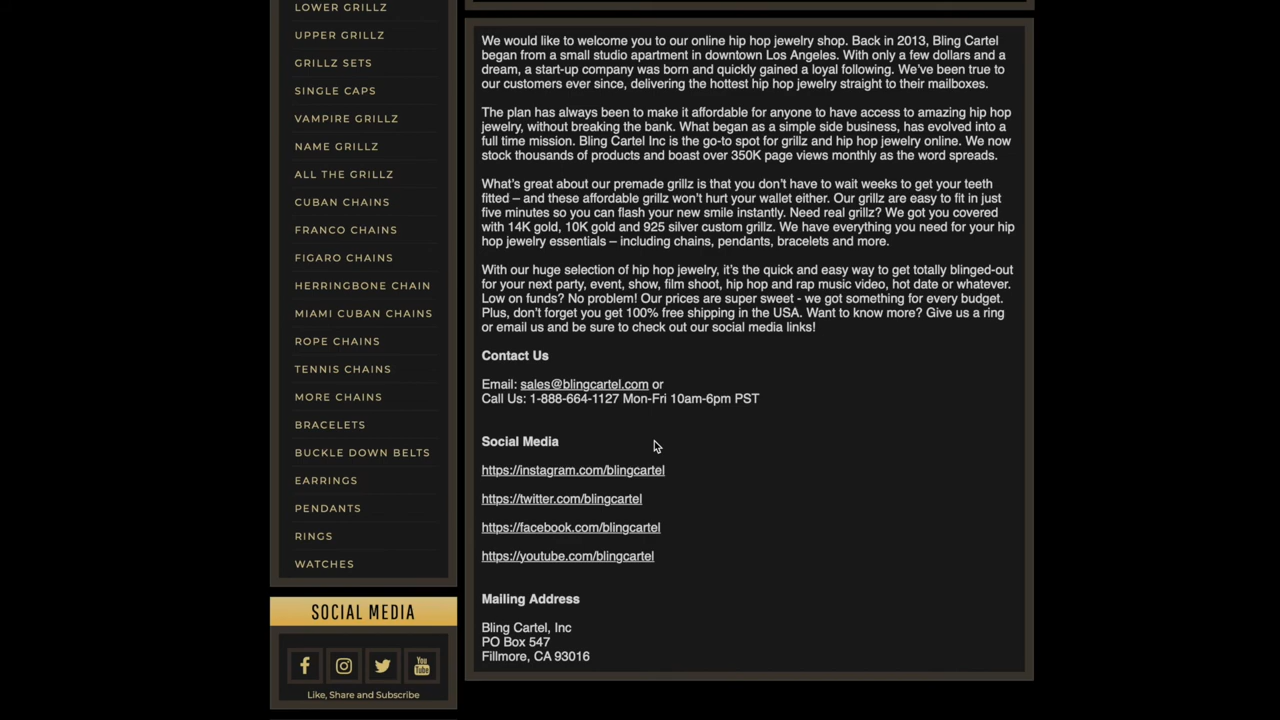 LOWER GRILLZ
UPPER GRILLZ
GRILLZ SETS
SINGLE CAPS
VAMPIRE GRILLZ
NAME GRILLZ
ALL THE GRILLZ
CUBAN CHAINS
FRANCO CHAINS
FIGARO CHAINS
HERRINGBONE CHAIN
MIAMI CUBAN CHAINS
ROPE CHAINS
TENNIS CHAINS
MORE CHAINS
BRACELETS
BUCKLE DOWN BELTS
EARRINGS
PENDANTS
RINGS
WATCHES
SOCIAL MEDIA
You
Tube
Like, Share and Subscribe
We would like to welcome you to our online hip hop jewelry shop. Back in 2013, Bling Cartel
began from a small studio apartment in downtown Los Angeles. With only a few dollars and a
dream, a start-up company was born and quickly gained a loyal following. We've been true to
our customers ever since, delivering the hottest hip hop jewelry straight to their mailboxes.
The plan has always been to make it affordable for anyone to have access to amazing hip hop
jewelry, without breaking the bank. What began as a simple side business, has evolved into a
full time mission. Bling Cartel Inc is the go-to spot for grillz and hip hop jewelry online. We now
stock thousands of products and boast over 350K page views monthly as the word spreads.
What's great about our premade grillz is that you don't have to wait weeks to get your teeth
fitted – and these affordable grillz won't hurt your wallet either. Our grillz are easy to fit in just
five minutes so you can flash your new smile instantly. Need real grillz? We got you covered
with 14K gold, 10K gold and 925 silver custom grillz. We have everything you need for your hip
hop jewelry essentials – including chains, pendants, bracelets and more.
With our huge selection of hip hop jewelry, it's the quick and easy way to get totally blinged-out
for your next party, event, show, film shoot, hip hop and rap music video, hot date or whatever.
Low on funds? No problem! Our prices are super sweet - we got something for every budget.
Plus, don't forget you get 100% free shipping in the USA. Want to know more? Give us a ring
or email us and be sure to check out our social media links!
Contact Us
Email: sales@blingcartel.com or
Call Us: 1-888-664-1127 Mon-Fri 10am-6pm PST
Social Media
https://instagram.com/blingcartel
https://twitter.com/blingcartel
https://facebook.com/blingcartel
https://youtube.com/blingcartel
Mailing Address
Bling Cartel, Inc
PO Box 547
Fillmore, CA 93016